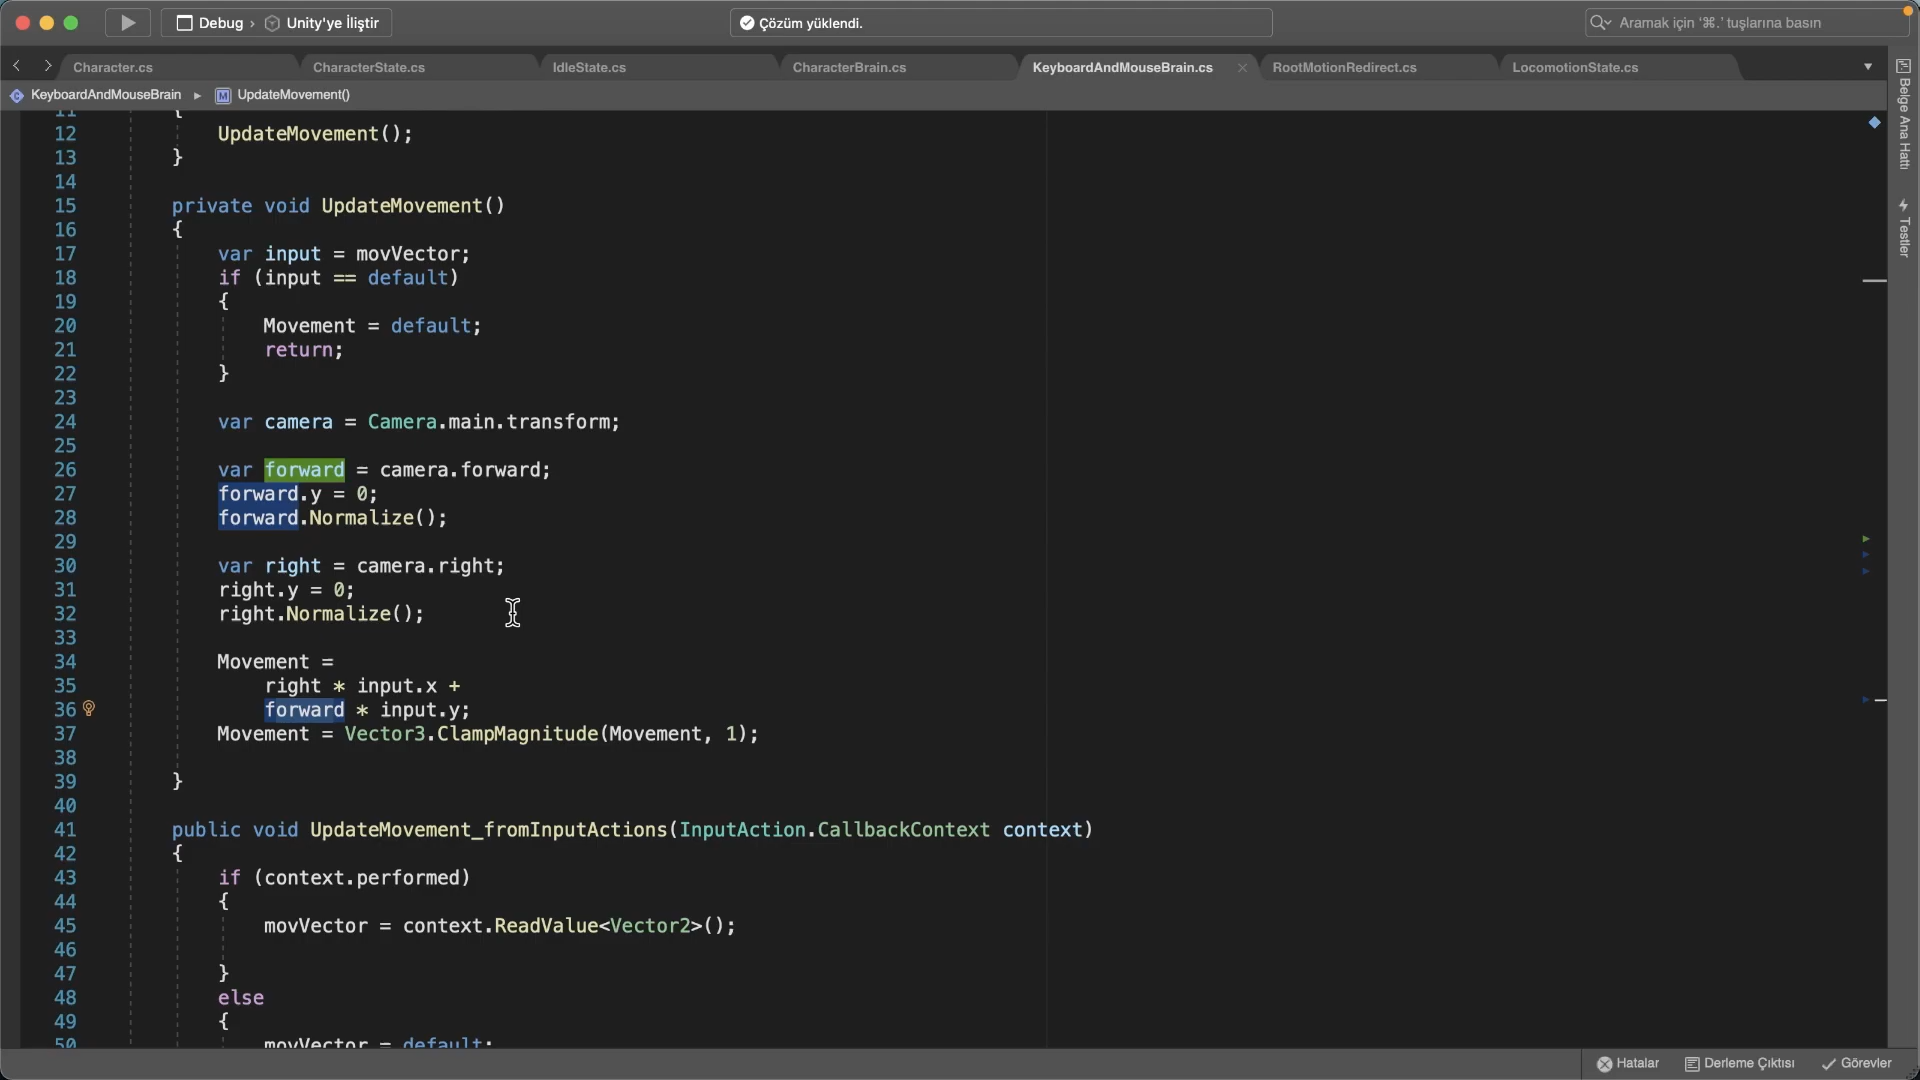 Debug › Unity'ye İliştir
Çözüm yüklendi.
Aramak için '⌘.' tuşlarına basın
Character.cs
CharacterState.cs
IdleState.cs
CharacterBrain.cs
KeyboardAndMouseBrain.cs
RootMotionRedirect.cs
LocomotionState.cs
KeyboardAndMouseBrain ▸ M UpdateMovement()
Belge Ana Hattı
Testler
11 {
12 UpdateMovement();
13 }
14
15 private void UpdateMovement()
16 {
17 var input = movVector;
18 if (input == default)
19 {
20 Movement = default;
21 return;
22 }
23
24 var camera = Camera.main.transform;
25
26 var forward = camera.forward;
27 forward.y = 0;
28 forward.Normalize();
29
30 var right = camera.right;
31 right.y = 0;
32 right.Normalize();
33
34 Movement =
35 right * input.x +
36 forward * input.y;
37 Movement = Vector3.ClampMagnitude(Movement, 1);
38
39 }
40
41 public void UpdateMovement_fromInputActions(InputAction.CallbackContext context)
42 {
43 if (context.performed)
44 {
45 movVector = context.ReadValue<Vector2>();
46
47 }
48 else
49 {
50 movVector = default;
Hatalar
Derleme Çıktısı
Görevler